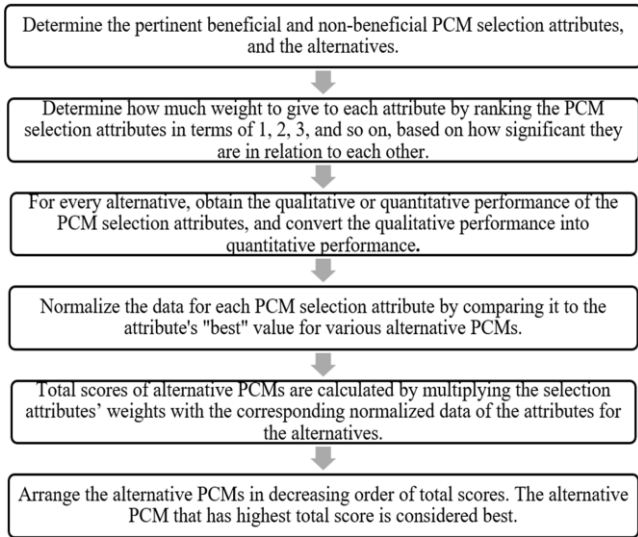 Determine the pertinent beneficial and non-beneficial PCM selection attributes,
and the alternatives.
Determine how much weight to give to each attribute by ranking the PCM
selection attributes in terms of 1, 2, 3, and so on, based on how significant they
are in relation to each other.
For every alternative, obtain the qualitative or quantitative performance of the
PCM selection attributes, and convert the qualitative performance into
quantitative performance.
Normalize the data for each PCM selection attribute by comparing it to the
attribute's "best" value for various alternative PCMs.
Total scores of alternative PCMs are calculated by multiplying the selection
attributes’ weights with the corresponding normalized data of the attributes for
the alternatives.
Arrange the alternative PCMs in decreasing order of total scores. The alternative
PCM that has highest total score is considered best.